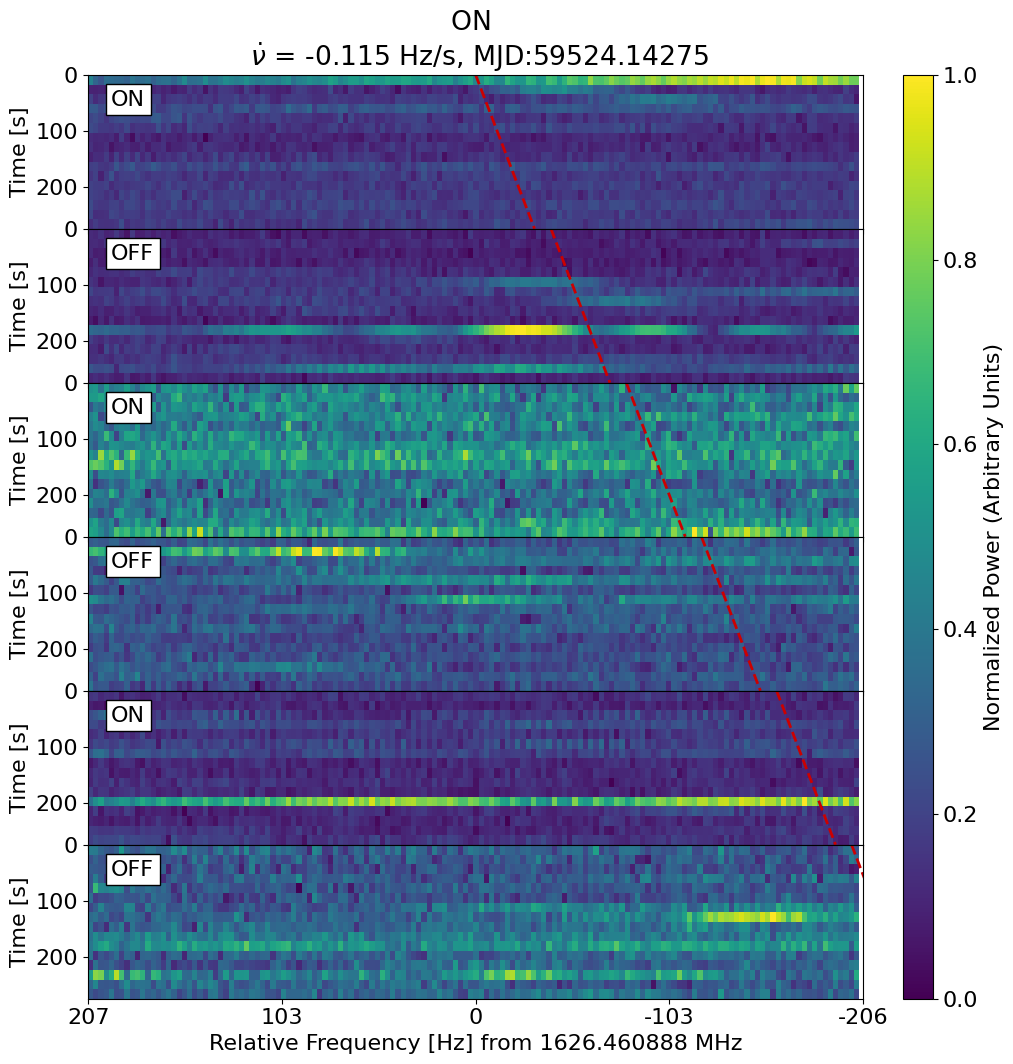 ON
ν̇ = -0.115 Hz/s, MJD:59524.14275
0
100
200
Time [s]
ON
0
100
200
Time [s]
OFF
0
100
200
Time [s]
ON
0
100
200
Time [s]
OFF
0
100
200
Time [s]
ON
0
100
200
Time [s]
OFF
207
103
0
-103
-206
Relative Frequency [Hz] from 1626.460888 MHz
1.0
0.8
0.6
0.4
0.2
0.0
Normalized Power (Arbitrary Units)